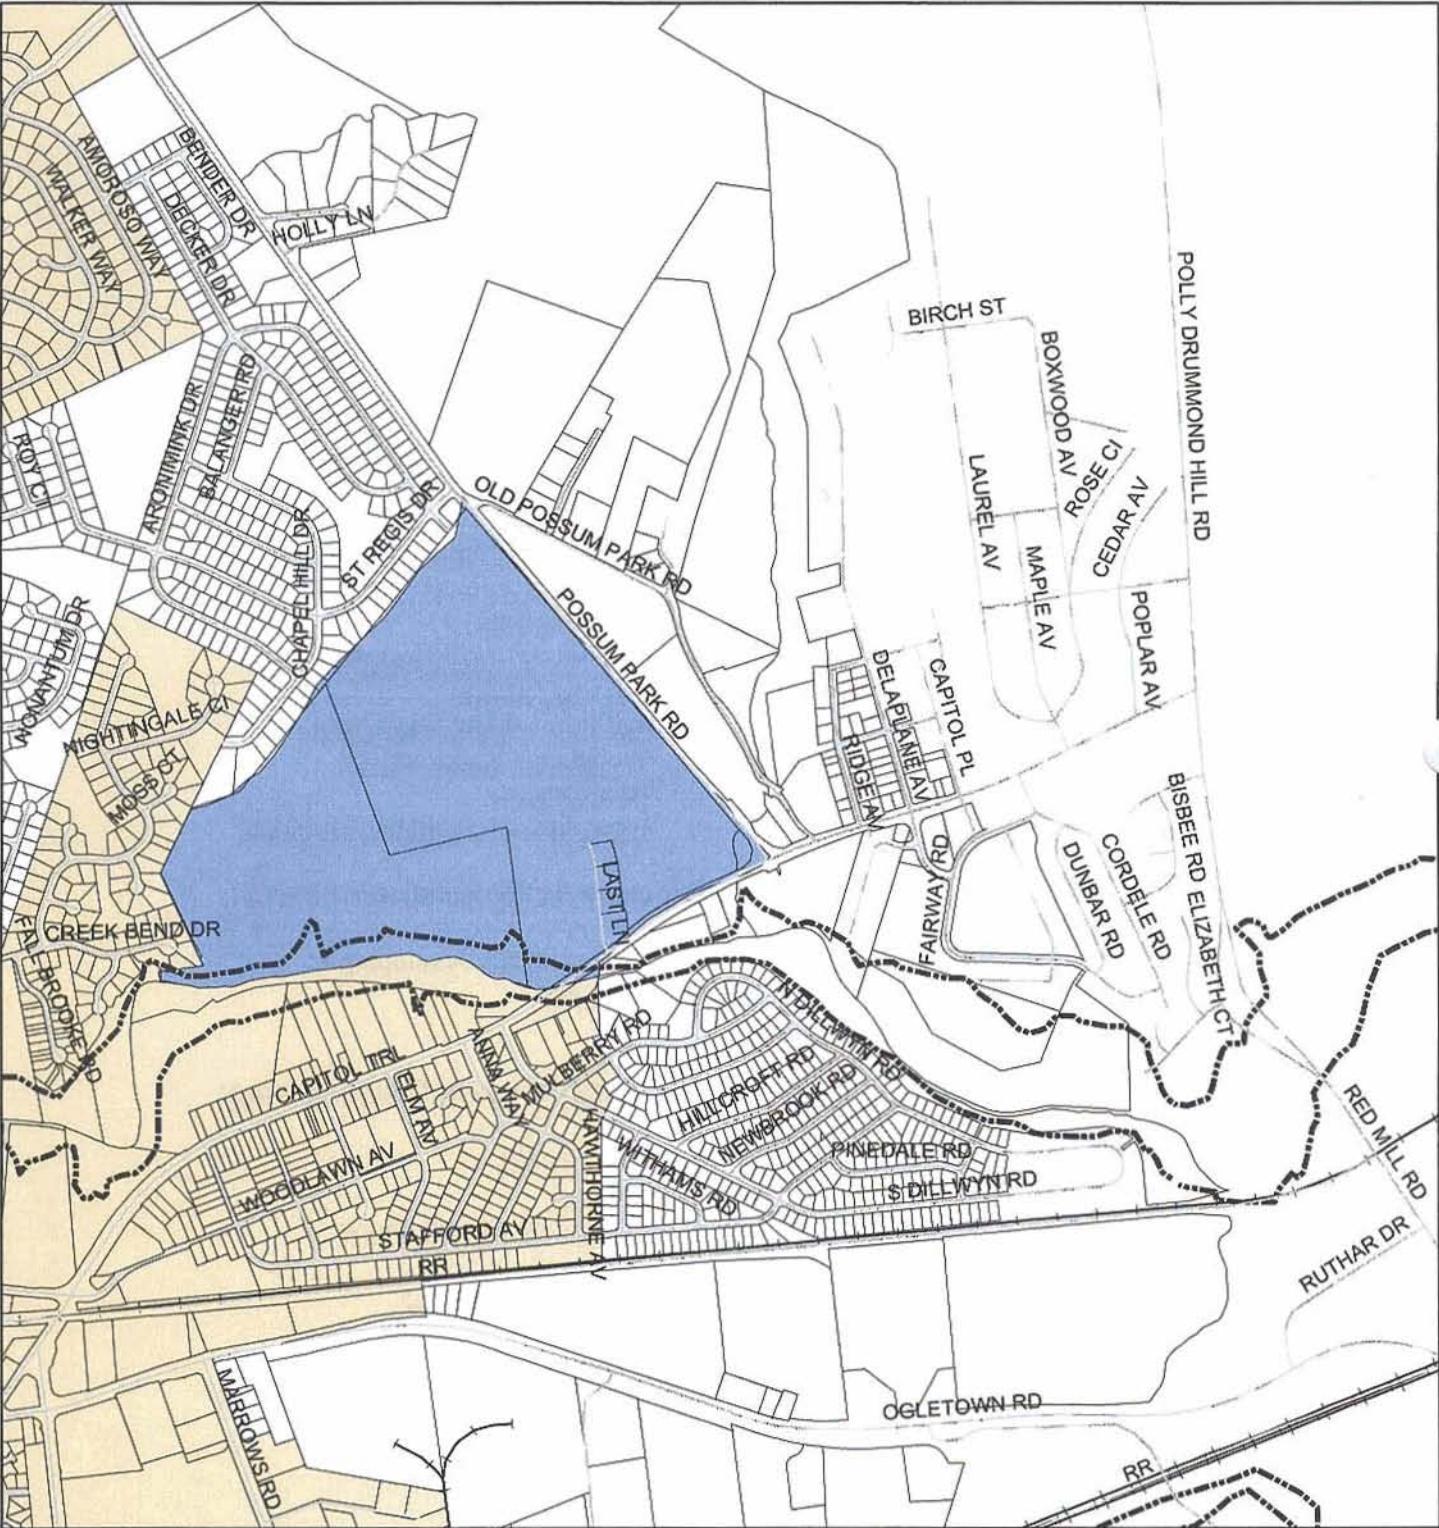 BENDER DR
AMOROSO WAY
WALKER WAY
DECKER DR
HOLLY LN
POLLY DRUMMOND HILL RD
BIRCH ST
BOXWOOD AV
ARONIMINK DR
BALANGER RD
ROY CT
ROSE CI
LAUREL AV
CEDAR AV
OLD POSSUM PARK RD
ST REGIS DR
CHAPEL HILL DR
MAPLE AV
POSSUM PARK RD
POPLAR AV
NONANTUM DR
DELAPLANE AV
CAPITOL PL
NIGHTINGALE CI
MOSS CT
RIDGE AV
BISBEE RD
FAIRWAY RD
CORDELE RD
DUNBAR RD
LAST LN
ELIZABETH CT
CREEK BEND DR
FALL BROOKE RD
N DILLWYN RD
ANNA WAY
MULBERRY RD
CAPITOL TRL
ELM AV
HILLCROFT RD
NEWBROOK RD
RED MILL RD
HAWTHORNE AV
WITHAMS RD
PINEDALE RD
WOODLAWN AV
S DILLWYN RD
STAFFORD AV
RR
RUTHAR DR
MARROWS RD
OGLETOWN RD
RR